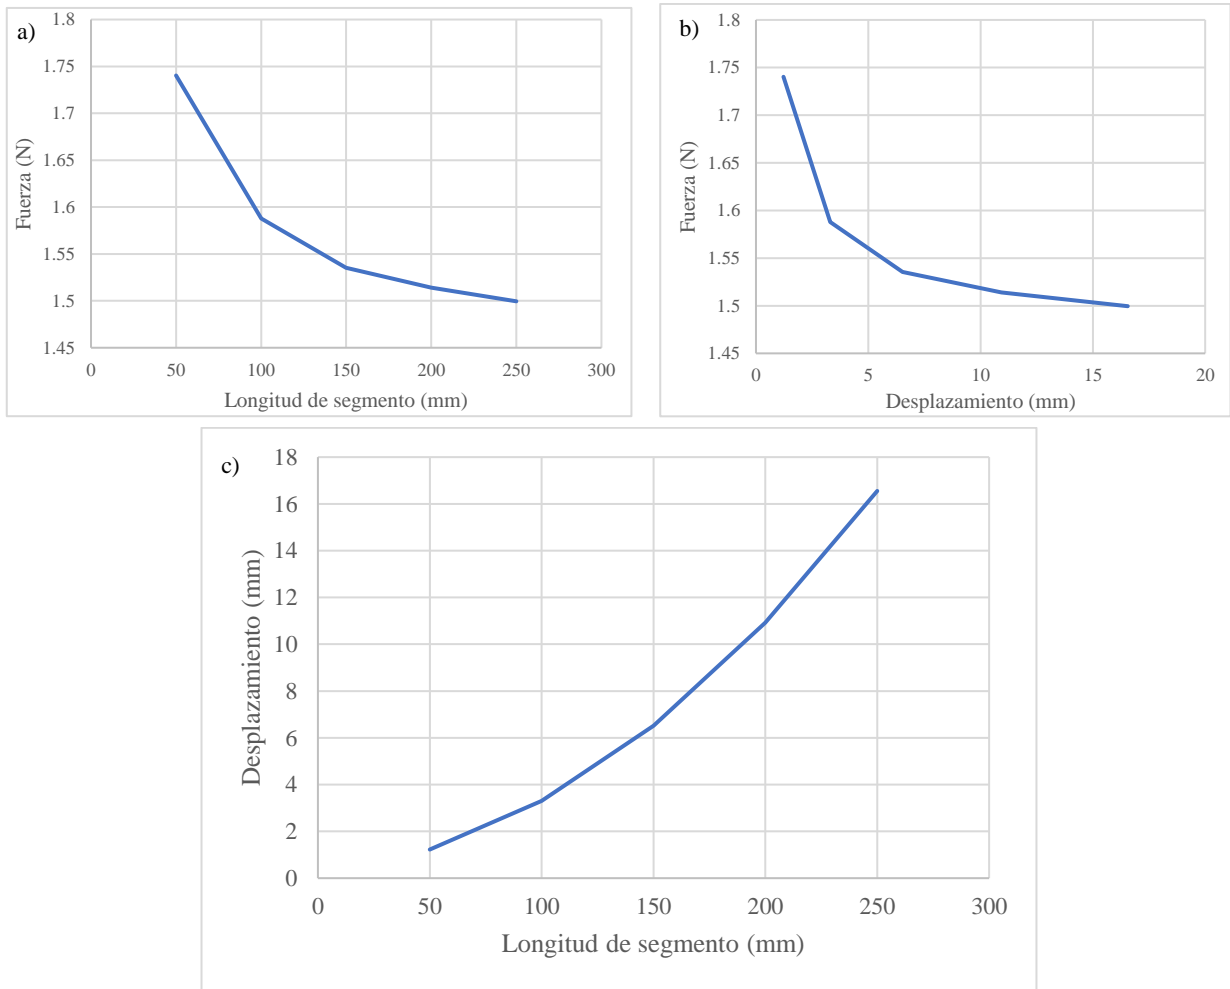 a)
1.8
1.75
1.7
1.65
1.6
1.55
1.5
1.45
0 50 100 150 200 250 300
Fuerza (N)
Longitud de segmento (mm)
b)
1.8
1.75
1.7
1.65
1.6
1.55
1.5
1.45
0 5 10 15 20
Fuerza (N)
Desplazamiento (mm)
c)
18
16
14
12
10
8
6
4
2
0
0 50 100 150 200 250 300
Desplazamiento (mm)
Longitud de segmento (mm)